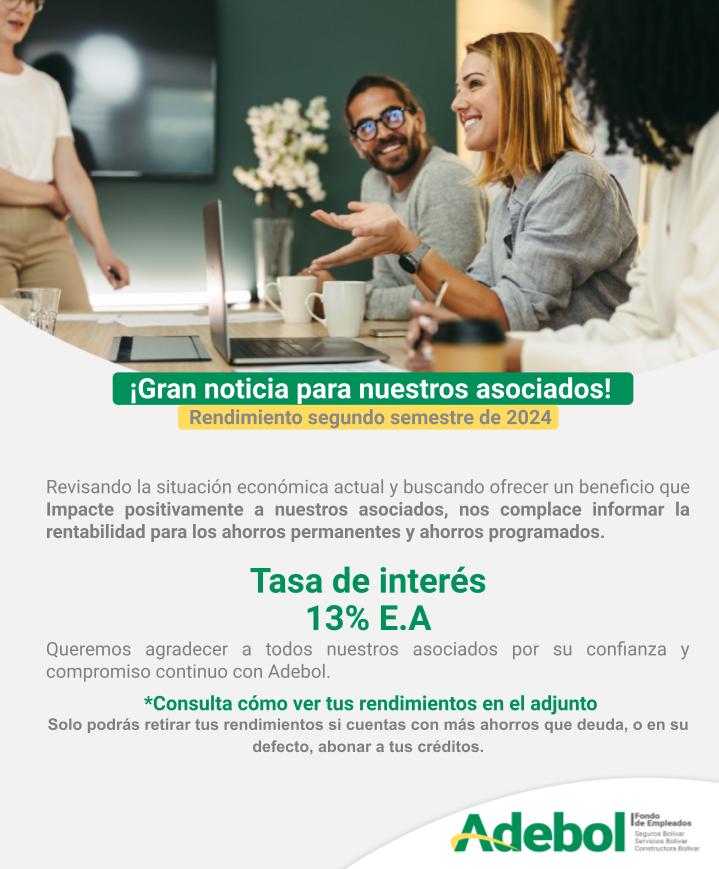 ¡Gran noticia para nuestros asociados!
Rendimiento segundo semestre de 2024
Revisando la situación económica actual y buscando ofrecer un beneficio que
Impacte positivamente a nuestros asociados, nos complace informar la
rentabilidad para los ahorros permanentes y ahorros programados.
Tasa de interés
13% E.A
Queremos agradecer a todos nuestros asociados por su confianza y
compromiso continuo con Adebol.
*Consulta cómo ver tus rendimientos en el adjunto
Solo podrás retirar tus rendimientos si cuentas con más ahorros que deuda, o en su
defecto, abonar a tus créditos.
Adebol
Fondo
de Empleados
Seguros Bolívar
Servicios Bolívar
Constructora Bolívar